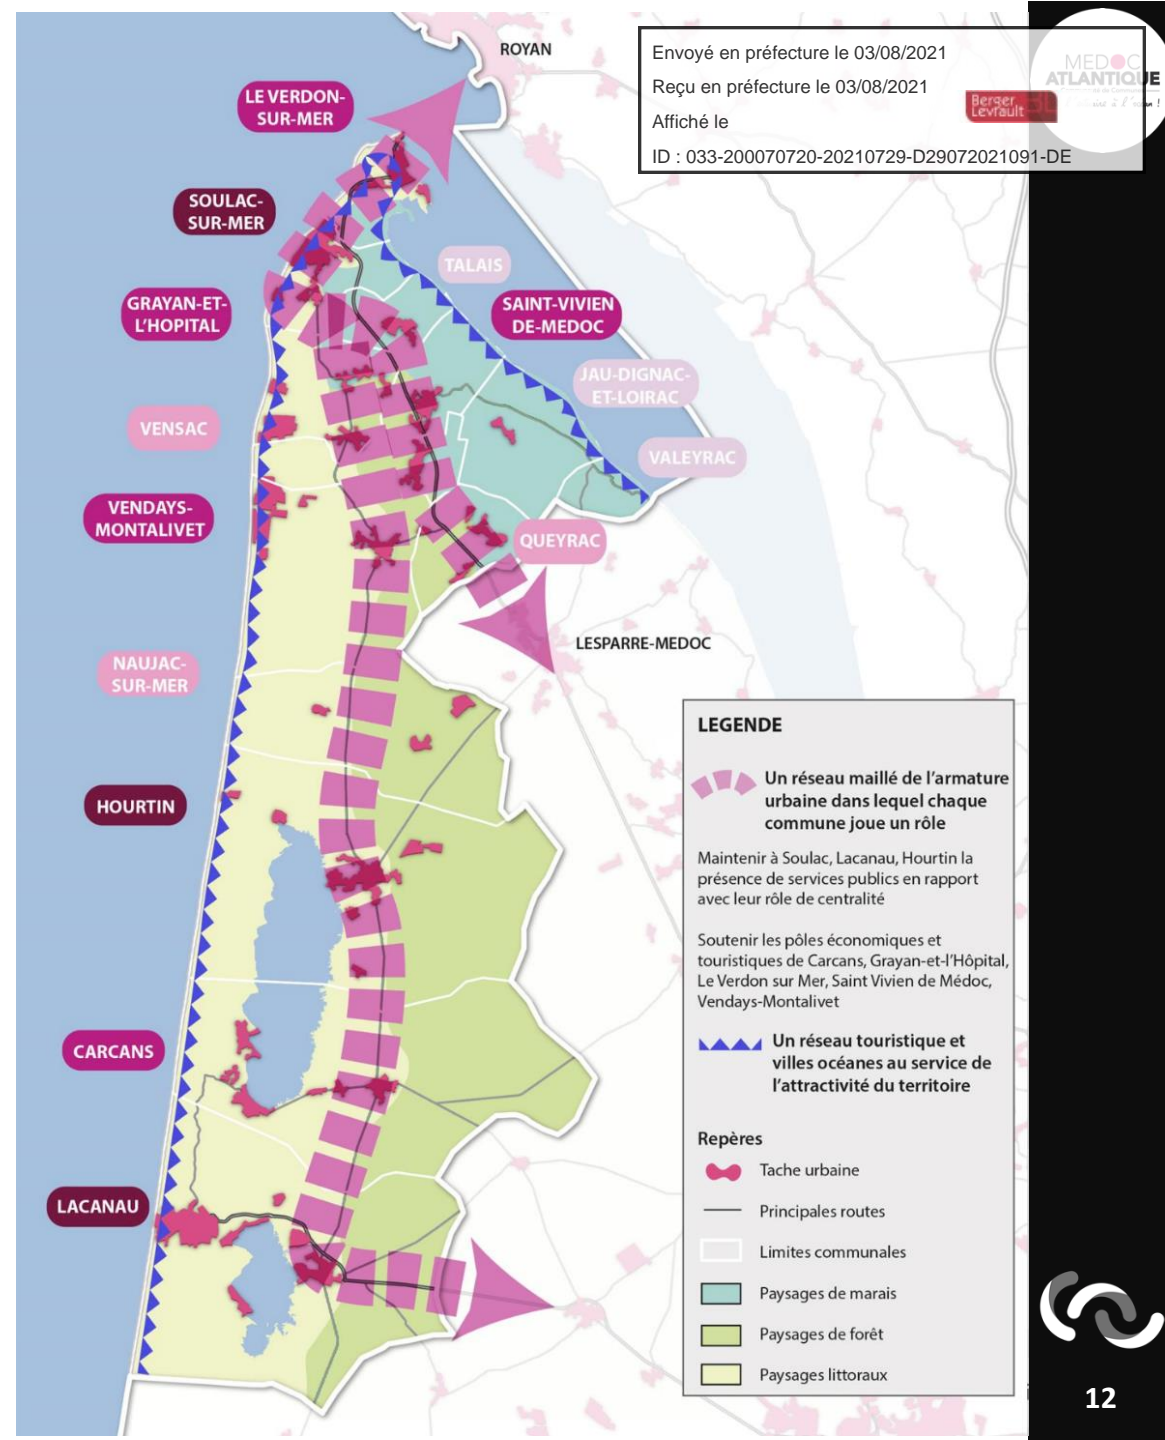 ROYAN
Envoyé en préfecture le 03/08/2021
Reçu en préfecture le 03/08/2021
Affiché le
ID : 033-200070720-20210729-D29072021091-DE
Berger
Levrault
MEDOC
ATLANTIQUE
LE VERDON-
SUR-MER
SOULAC-
SUR-MER
TALAIS
GRAYAN-ET-
L'HOPITAL
SAINT-VIVIEN
DE-MEDOC
JAU-DIGNAC-
ET-LOIRAC
VENSAC
VALEYRAC
VENDAYS-
MONTALIVET
QUEYRAC
LESPARRE-MEDOC
NAUJAC-
SUR-MER
HOURTIN
CARCANS
LACANAU
LEGENDE
Un réseau maillé de l'armature
urbaine dans lequel chaque
commune joue un rôle
Maintenir à Soulac, Lacanau, Hourtin la
présence de services publics en rapport
avec leur rôle de centralité
Soutenir les pôles économiques et
touristiques de Carcans, Grayan-et-l'Hôpital,
Le Verdon sur Mer, Saint Vivien de Médoc,
Vendays-Montalivet
Un réseau touristique et
villes océanes au service de
l'attractivité du territoire
Repères
Tache urbaine
Principales routes
Limites communales
Paysages de marais
Paysages de forêt
Paysages littoraux
12